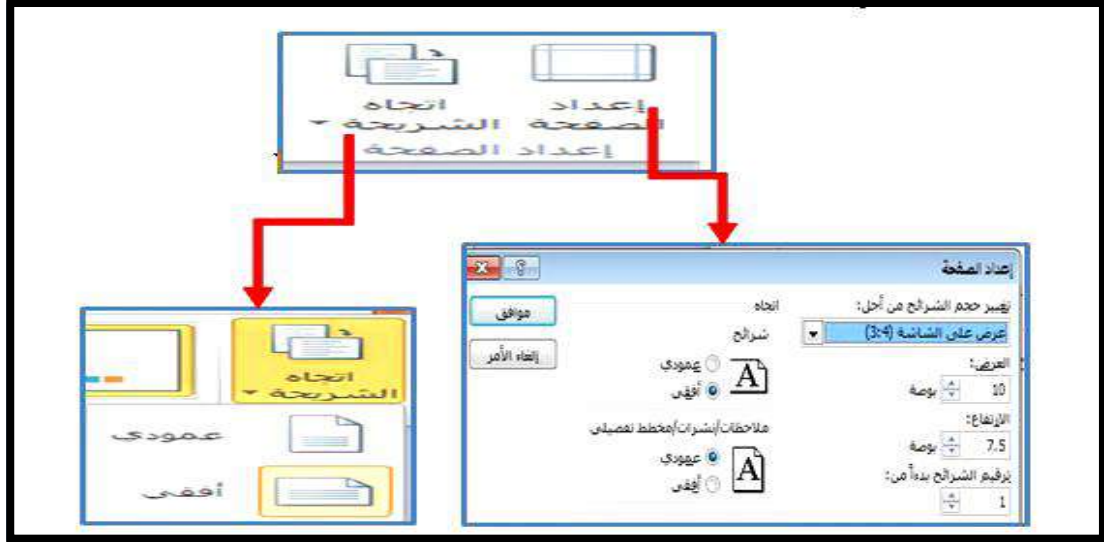 إعداد الصفحة
اتجاه الشريحة
إعداد الصفحة
إعداد الصفحة
تغيير حجم الشرائح من أجل:
عرض على الشاشة (3:4)
العرض:
10 بوصة
الارتفاع:
7.5 بوصة
ترقيم الشرائح بدءاً من:
1
اتجاه
شرائح
عمودي
أفقي
ملاحظات/نشرات/مخطط تفصيلي
عمودي
أفقي
موافق
إلغاء الأمر
اتجاه
الشريحة
عمودي
أفقي